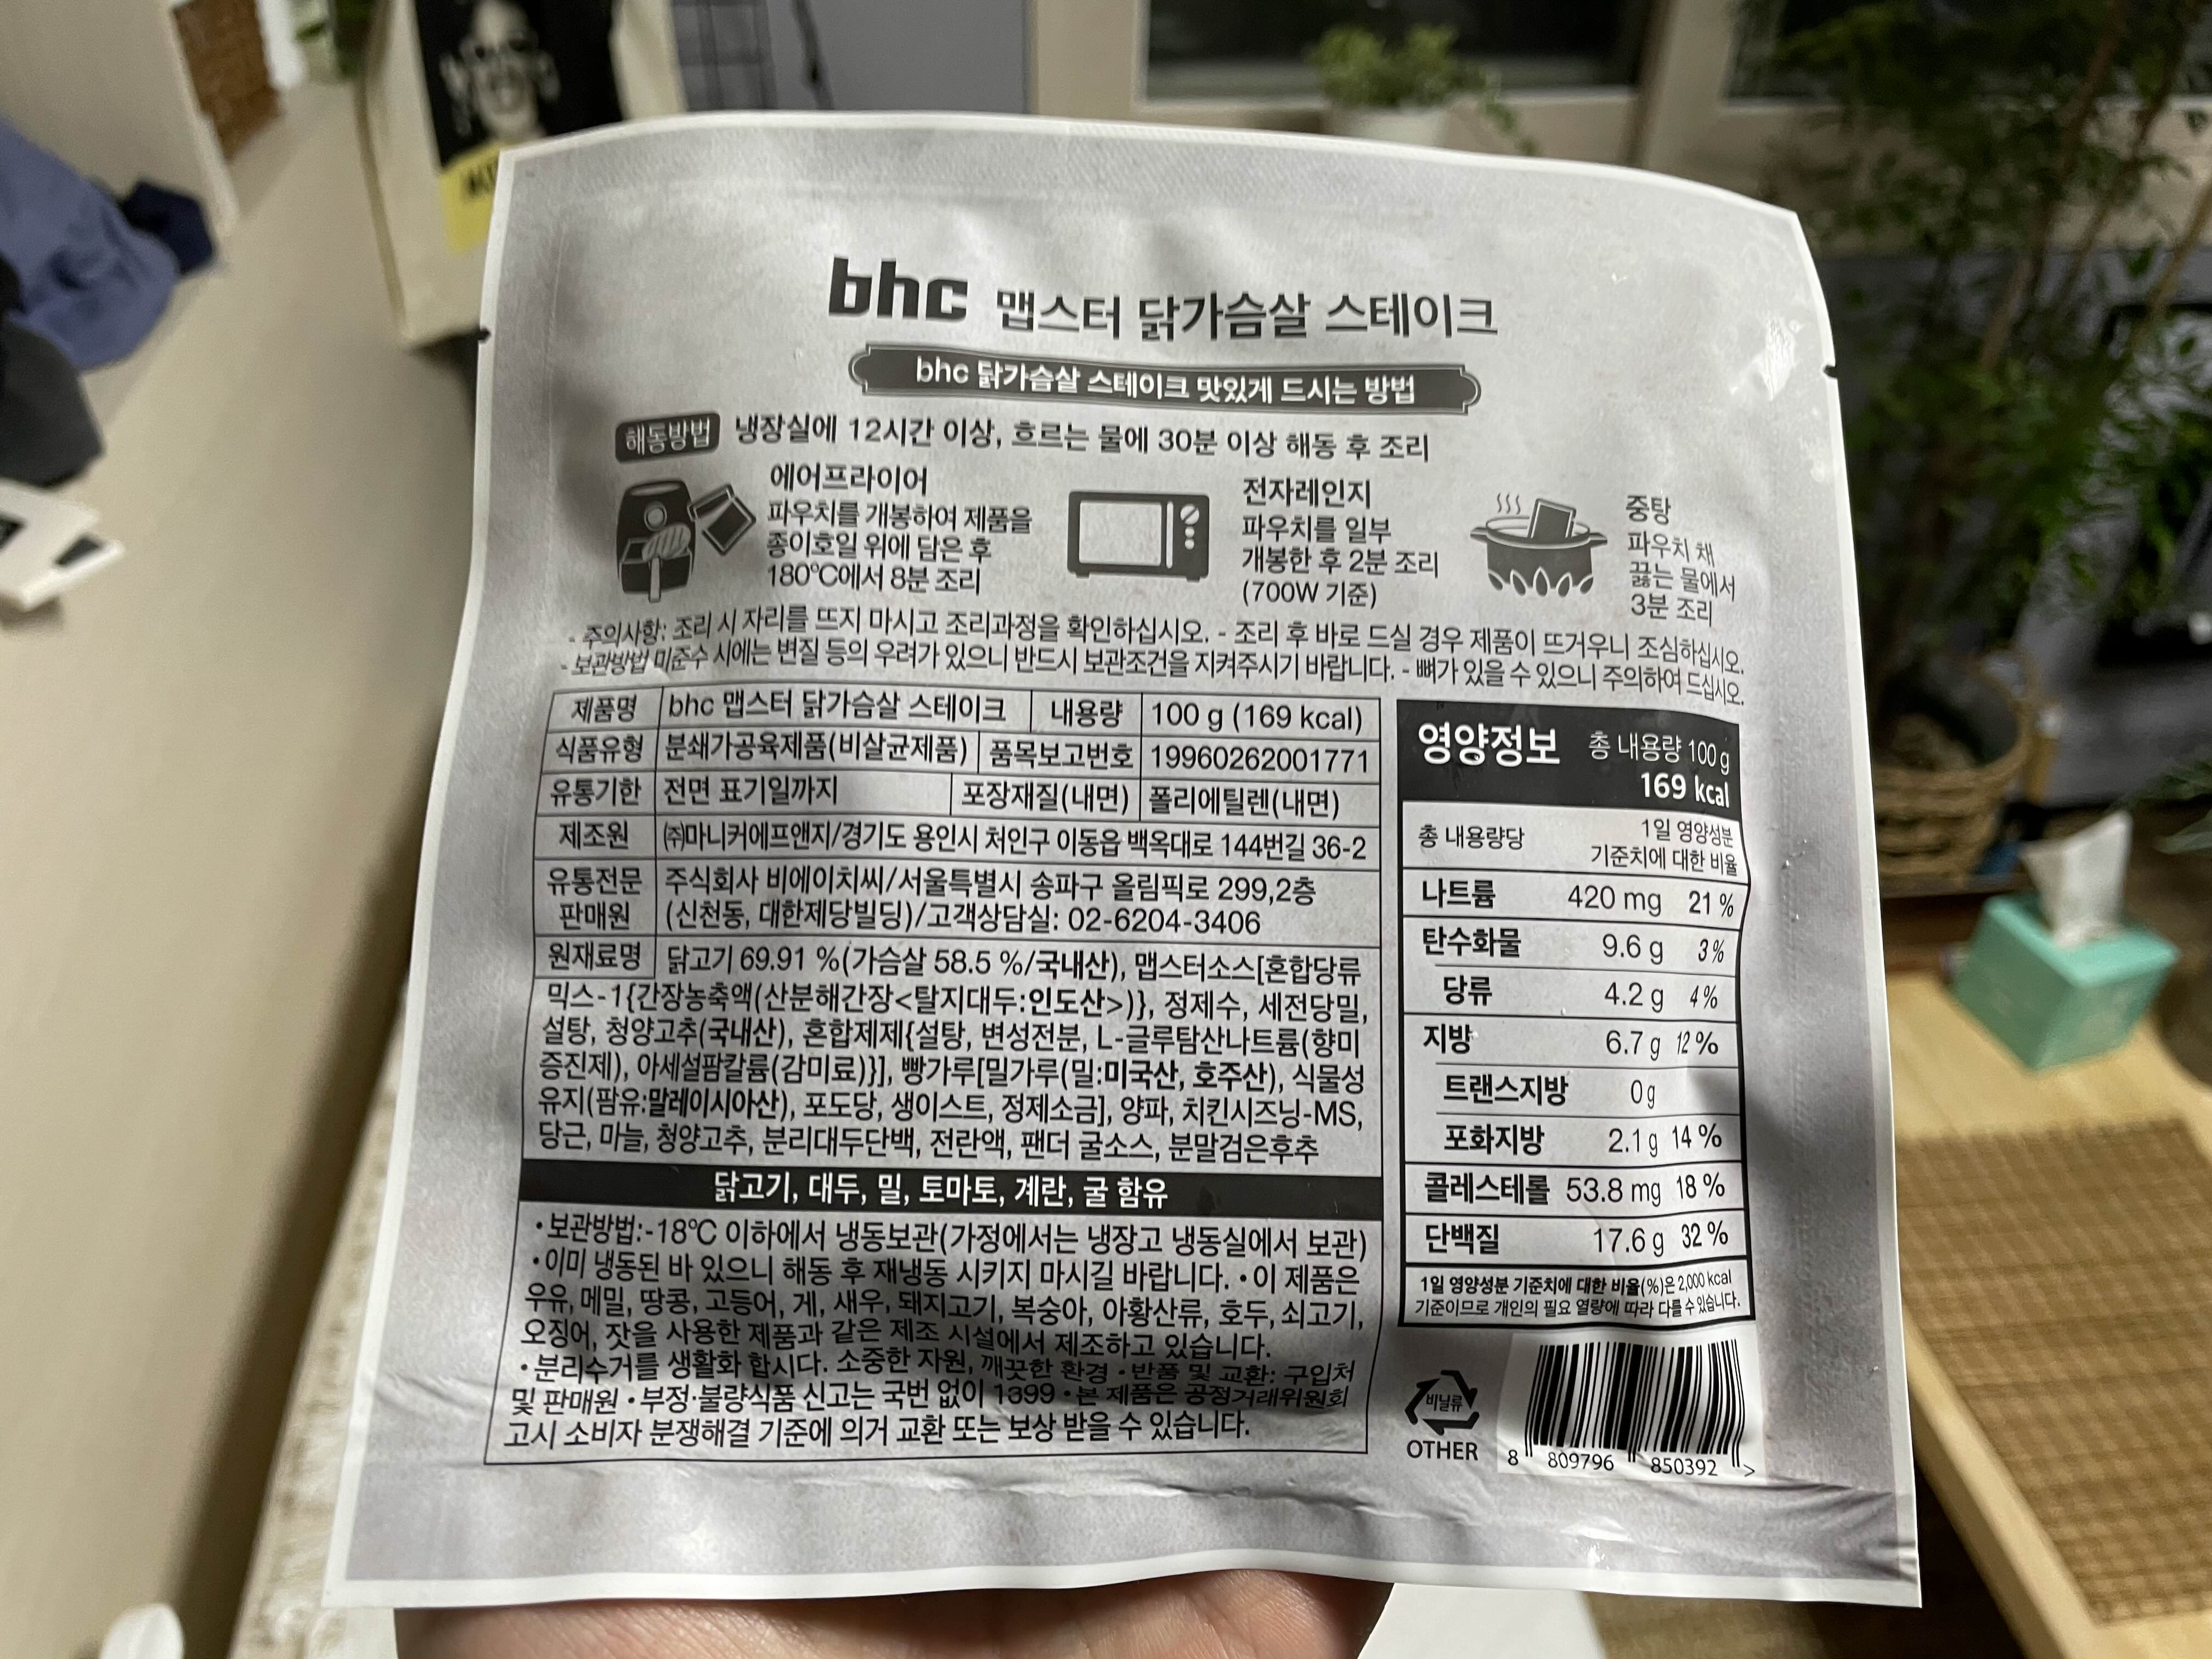 bhc 맵스터 닭가슴살 스테이크
bhc 닭가슴살 스테이크 맛있게 드시는 방법
해동방법 냉장실에 12시간 이상, 흐르는 물에 30분 이상 해동 후 조리
에어프라이어
파우치를 개봉하여 제품을
종이호일 위에 담은 후
180℃에서 8분 조리
전자레인지
파우치를 일부
개봉한 후 2분 조리
(700W 기준)
중탕
파우치 채
끓는 물에서
3분 조리
- 주의사항: 조리 시 자리를 뜨지 마시고 조리과정을 확인하십시오. - 조리 후 바로 드실 경우 제품이 뜨거우니 조심하십시오.
- 보관방법 미준수 시에는 변질 등의 우려가 있으니 반드시 보관조건을 지켜주시기 바랍니다. - 뼈가 있을 수 있으니 주의하여 드십시오.
제품명 bhc 맵스터 닭가슴살 스테이크 내용량 100 g (169 kcal)
식품유형 분쇄가공육제품(비살균제품) 품목보고번호 19960262001771
유통기한 전면 표기일까지 포장재질(내면) 폴리에틸렌(내면)
제조원 ㈜마니커에프앤지/경기도 용인시 처인구 이동읍 백옥대로 144번길 36-2
유통전문 주식회사 비에이치씨/서울특별시 송파구 올림픽로 299,2층
판매원 (신천동, 대한제당빌딩)/고객상담실: 02-6204-3406
원재료명 닭고기 69.91 %(가슴살 58.5 %/국내산), 맵스터소스[혼합당류
믹스-1{간장농축액(산분해간장<탈지대두:인도산>)}, 정제수, 세전당밀,
설탕, 청양고추(국내산), 혼합제제{설탕, 변성전분, L-글루탐산나트륨(향미
증진제), 아세설팜칼륨(감미료)}], 빵가루[밀가루(밀:미국산, 호주산), 식물성
유지(팜유:말레이시아산), 포도당, 생이스트, 정제소금], 양파, 치킨시즈닝-MS,
당근, 마늘, 청양고추, 분리대두단백, 전란액, 팬더 굴소스, 분말검은후추
닭고기, 대두, 밀, 토마토, 계란, 굴 함유
•보관방법:-18℃ 이하에서 냉동보관(가정에서는 냉장고 냉동실에서 보관)
•이미 냉동된 바 있으니 해동 후 재냉동 시키지 마시길 바랍니다. •이 제품은
우유, 메밀, 땅콩, 고등어, 게, 새우, 돼지고기, 복숭아, 아황산류, 호두, 쇠고기,
오징어, 잣을 사용한 제품과 같은 제조 시설에서 제조하고 있습니다.
•분리수거를 생활화 합시다. 소중한 자원, 깨끗한 환경 •반품 및 교환: 구입처
및 판매원 •부정·불량식품 신고는 국번 없이 1399 •본 제품은 공정거래위원회
고시 소비자 분쟁해결 기준에 의거 교환 또는 보상 받을 수 있습니다.
영양정보 총 내용량 100 g
169 kcal
총 내용량당 1일 영양성분
기준치에 대한 비율
나트륨 420 mg 21 %
탄수화물 9.6 g 3 %
당류 4.2 g 4 %
지방 6.7 g 12 %
트랜스지방 0 g
포화지방 2.1 g 14 %
콜레스테롤 53.8 mg 18 %
단백질 17.6 g 32 %
1일 영양성분 기준치에 대한 비율(%)은 2,000 kcal
기준이므로 개인의 필요 열량에 따라 다를 수 있습니다.
비닐류
OTHER
8 809796 850392 >